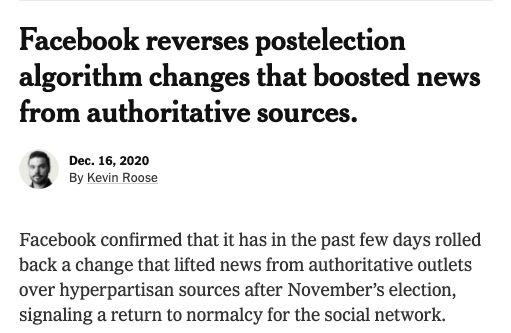 Facebook reverses postelection
algorithm changes that boosted news
from authoritative sources.
Dec. 16, 2020
By Kevin Roose
Facebook confirmed that it has in the past few days rolled
back a change that lifted news from authoritative outlets
over hyperpartisan sources after November’s election,
signaling a return to normalcy for the social network.